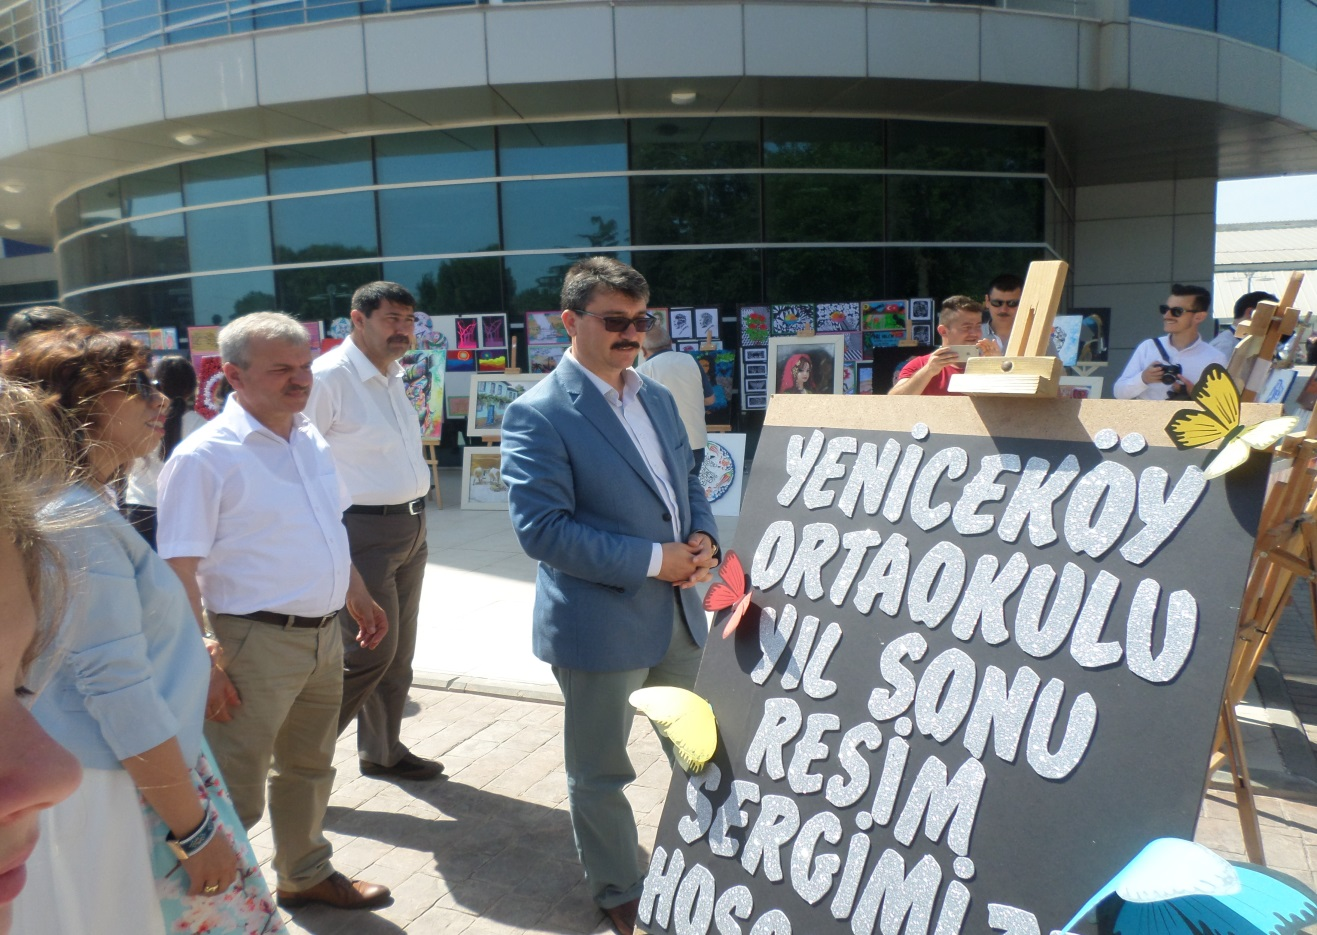 YENİCEKÖY
ORTAOKULU
YIL SONU
RESİM
SERGİMİZE